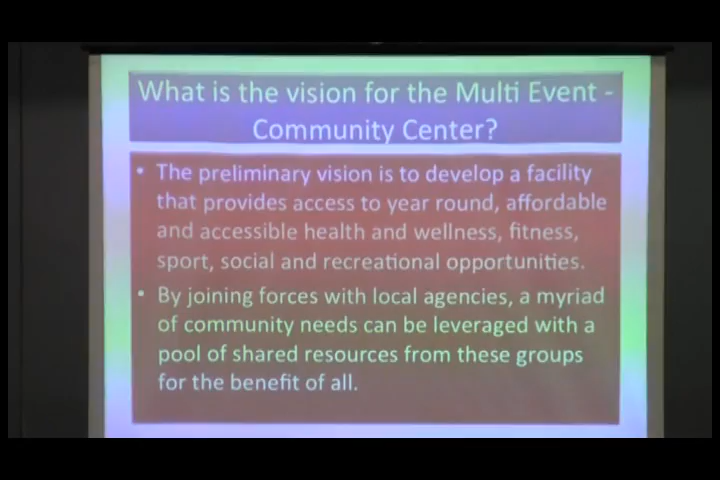 What is the vision for the Multi Event -
Community Center?
• The preliminary vision is to develop a facility
that provides access to year round, affordable
and accessible health and wellness, fitness,
sport, social and recreational opportunities.
• By joining forces with local agencies, a myriad
of community needs can be leveraged with a
pool of shared resources from these groups
for the benefit of all.